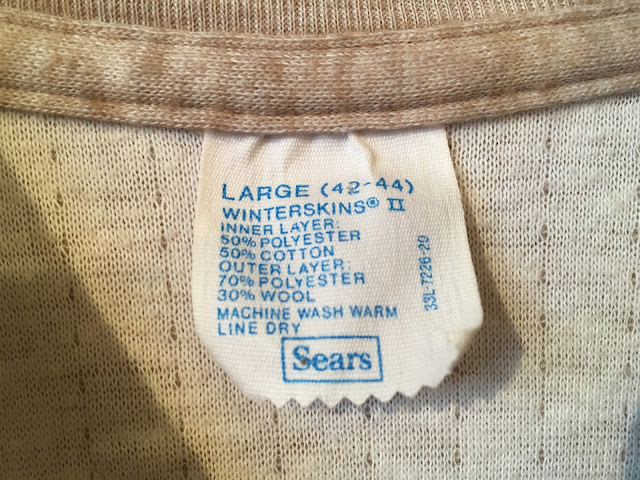 LARGE (42-44)
WINTERSKINS® II
INNER LAYER:
50% POLYESTER
50% COTTON
OUTER LAYER:
70% POLYESTER
30% WOOL
MACHINE WASH WARM
LINE DRY
33L-7226-20
Sears